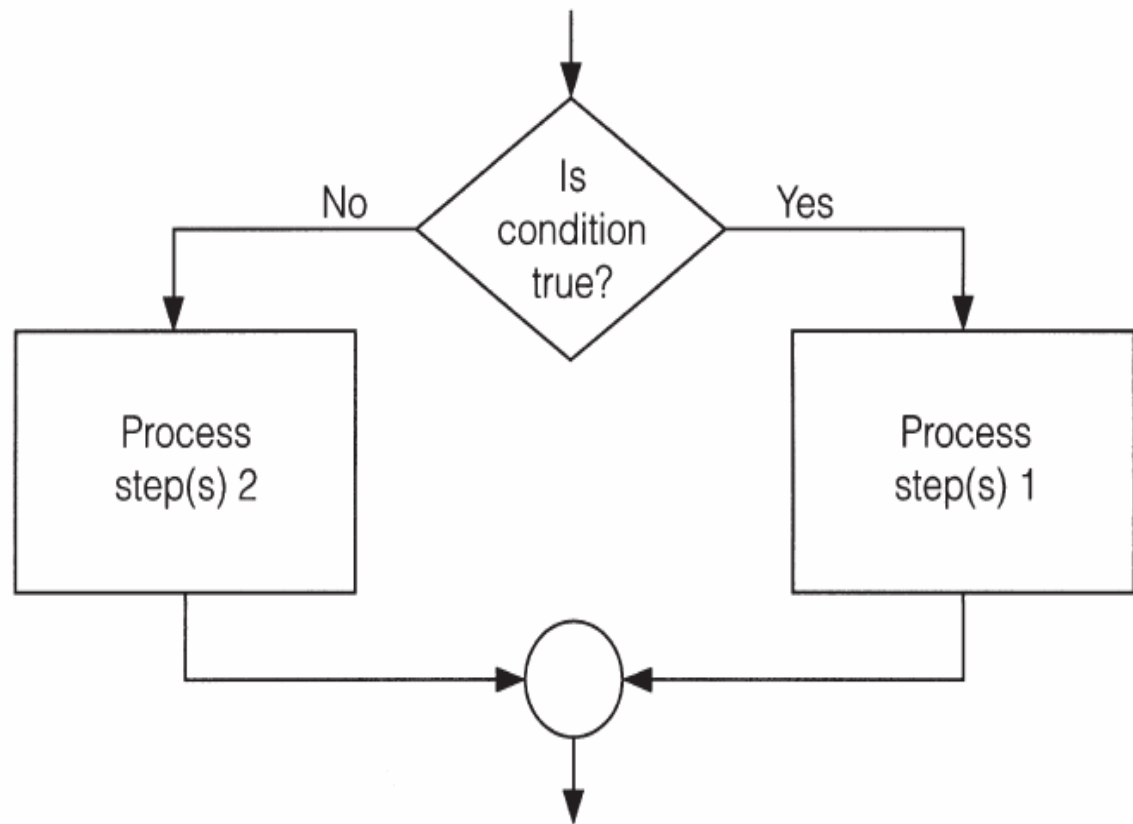 Is
condition
true?
No
Yes
Process
step(s) 2
Process
step(s) 1